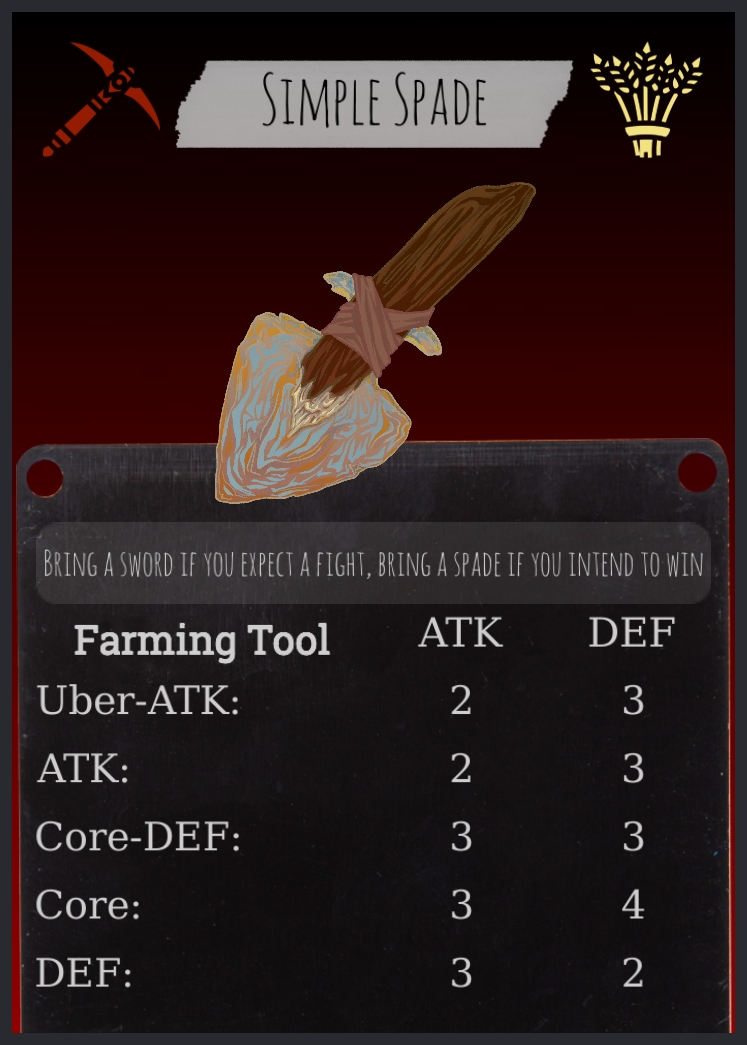 Simple Spade
Bring a sword if you expect a fight, bring a spade if you intend to win
Farming Tool ATK DEF
Uber-ATK: 2 3
ATK: 2 3
Core-DEF: 3 3
Core: 3 4
DEF: 3 2